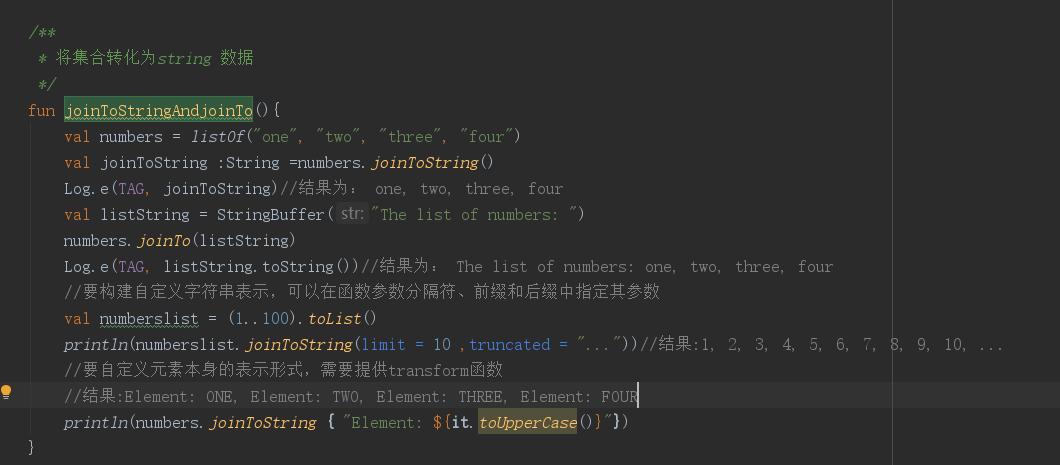 /**
* 将集合转化为string 数据
*/
fun joinToStringAndjoinTo(){
val numbers = listOf("one", "two", "three", "four")
val joinToString :String =numbers.joinToString()
Log.e(TAG, joinToString)//结果为: one, two, three, four
val listString = StringBuffer( str: "The list of numbers: ")
numbers.joinTo(listString)
Log.e(TAG, listString.toString())//结果为: The list of numbers: one, two, three, four
//要构建自定义字符串表示，可以在函数参数分隔符、前缀和后缀中指定其参数
val numberslist = (1..100).toList()
println(numberslist.joinToString(limit = 10 ,truncated = "..."))//结果:1, 2, 3, 4, 5, 6, 7, 8, 9, 10, ...
//要自定义元素本身的表示形式，需要提供transform函数
//结果:Element: ONE, Element: TWO, Element: THREE, Element: FOUR
println(numbers.joinToString { "Element: ${it.toUpperCase()}"})
}